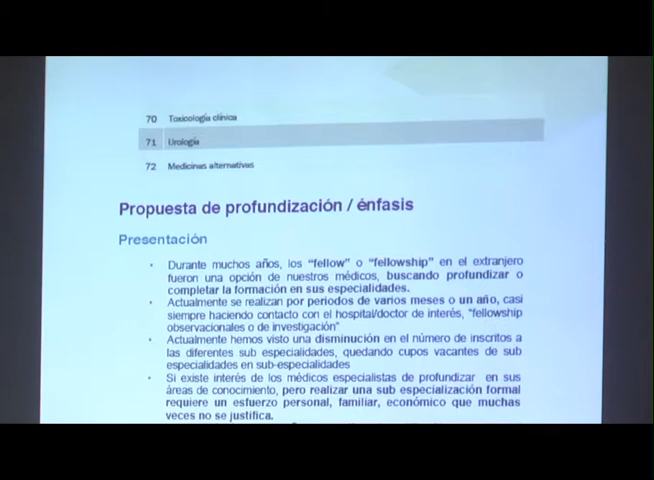 70 Toxicología clínica
71 Urología
72 Medicinas alternativas
Propuesta de profundización / énfasis
Presentación
• Durante muchos años, los “fellow” o “fellowship” en el extranjero
fueron una opción de nuestros médicos, buscando profundizar o
completar la formación en sus especialidades.
• Actualmente se realizan por periodos de varios meses o un año, casi
siempre haciendo contacto con el hospital/doctor de interés, “fellowship
observacionales o de investigación”
• Actualmente hemos visto una disminución en el número de inscritos a
las diferentes sub especialidades, quedando cupos vacantes de sub
especialidades en sub-especialidades
• Si existe interés de los médicos especialistas de profundizar en sus
áreas de conocimiento, pero realizar una sub especialización formal
requiere un esfuerzo personal, familiar, económico que muchas
veces no se justifica.